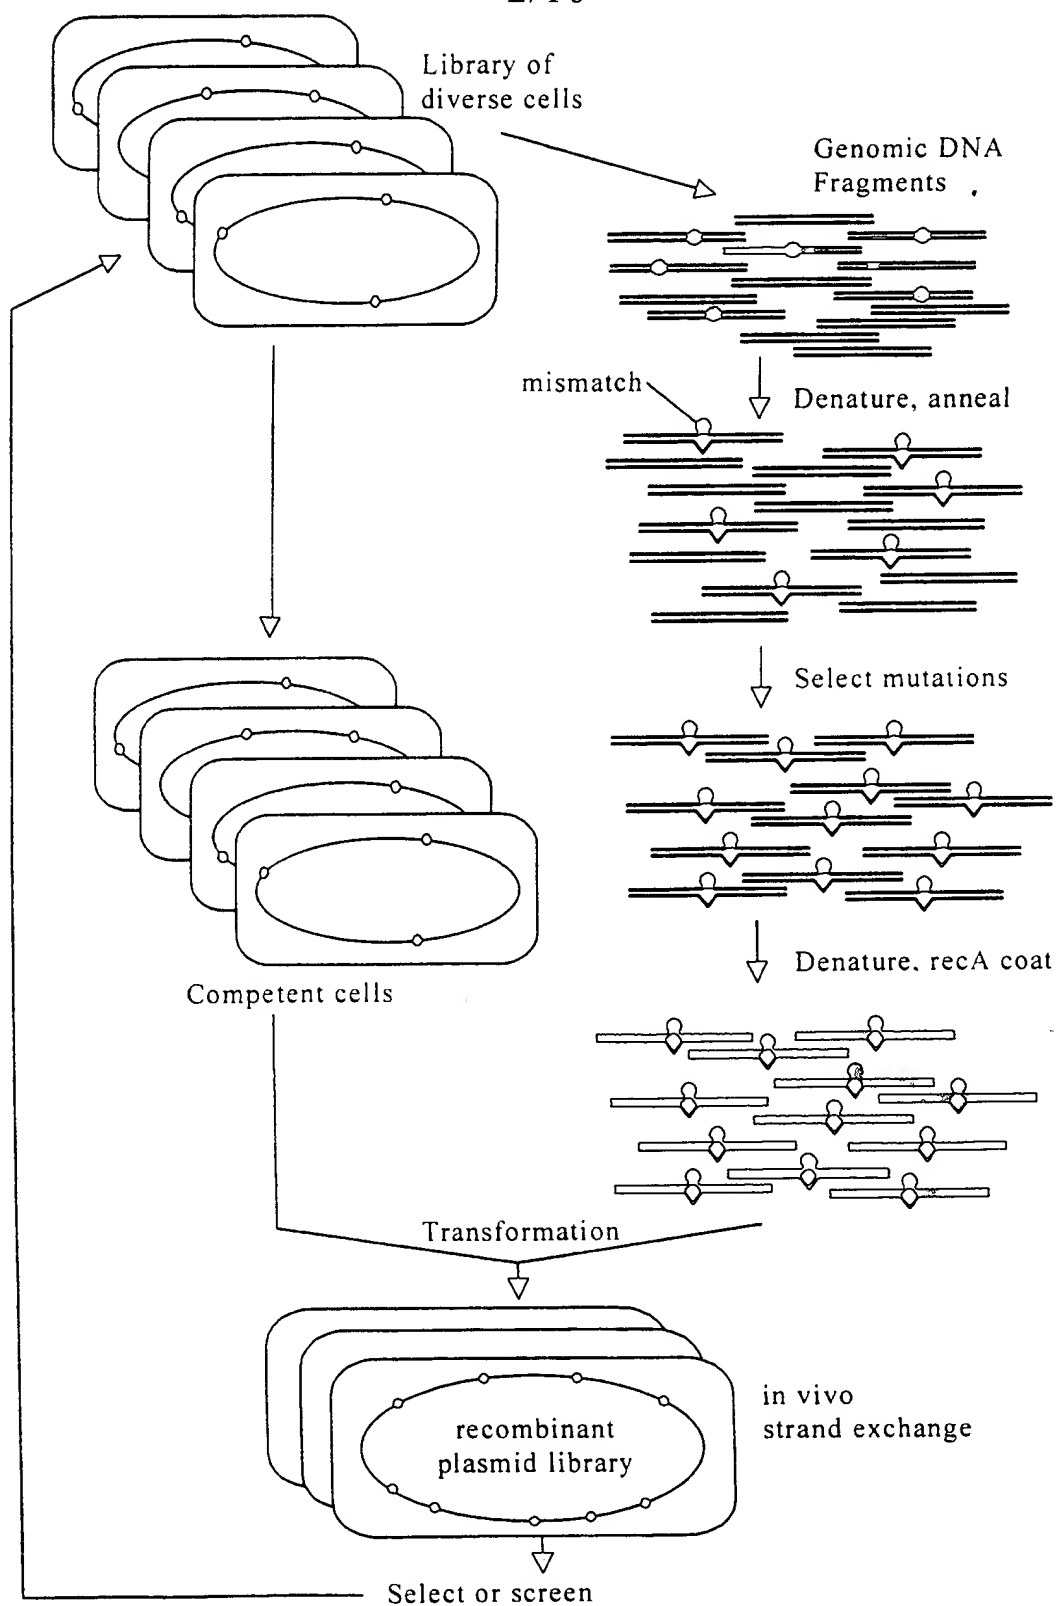 Library of
diverse cells
Genomic DNA
Fragments
mismatch
Denature, anneal
Select mutations
Denature, recA coat
Competent cells
Transformation
in vivo
strand exchange
recombinant
plasmid library
Select or screen